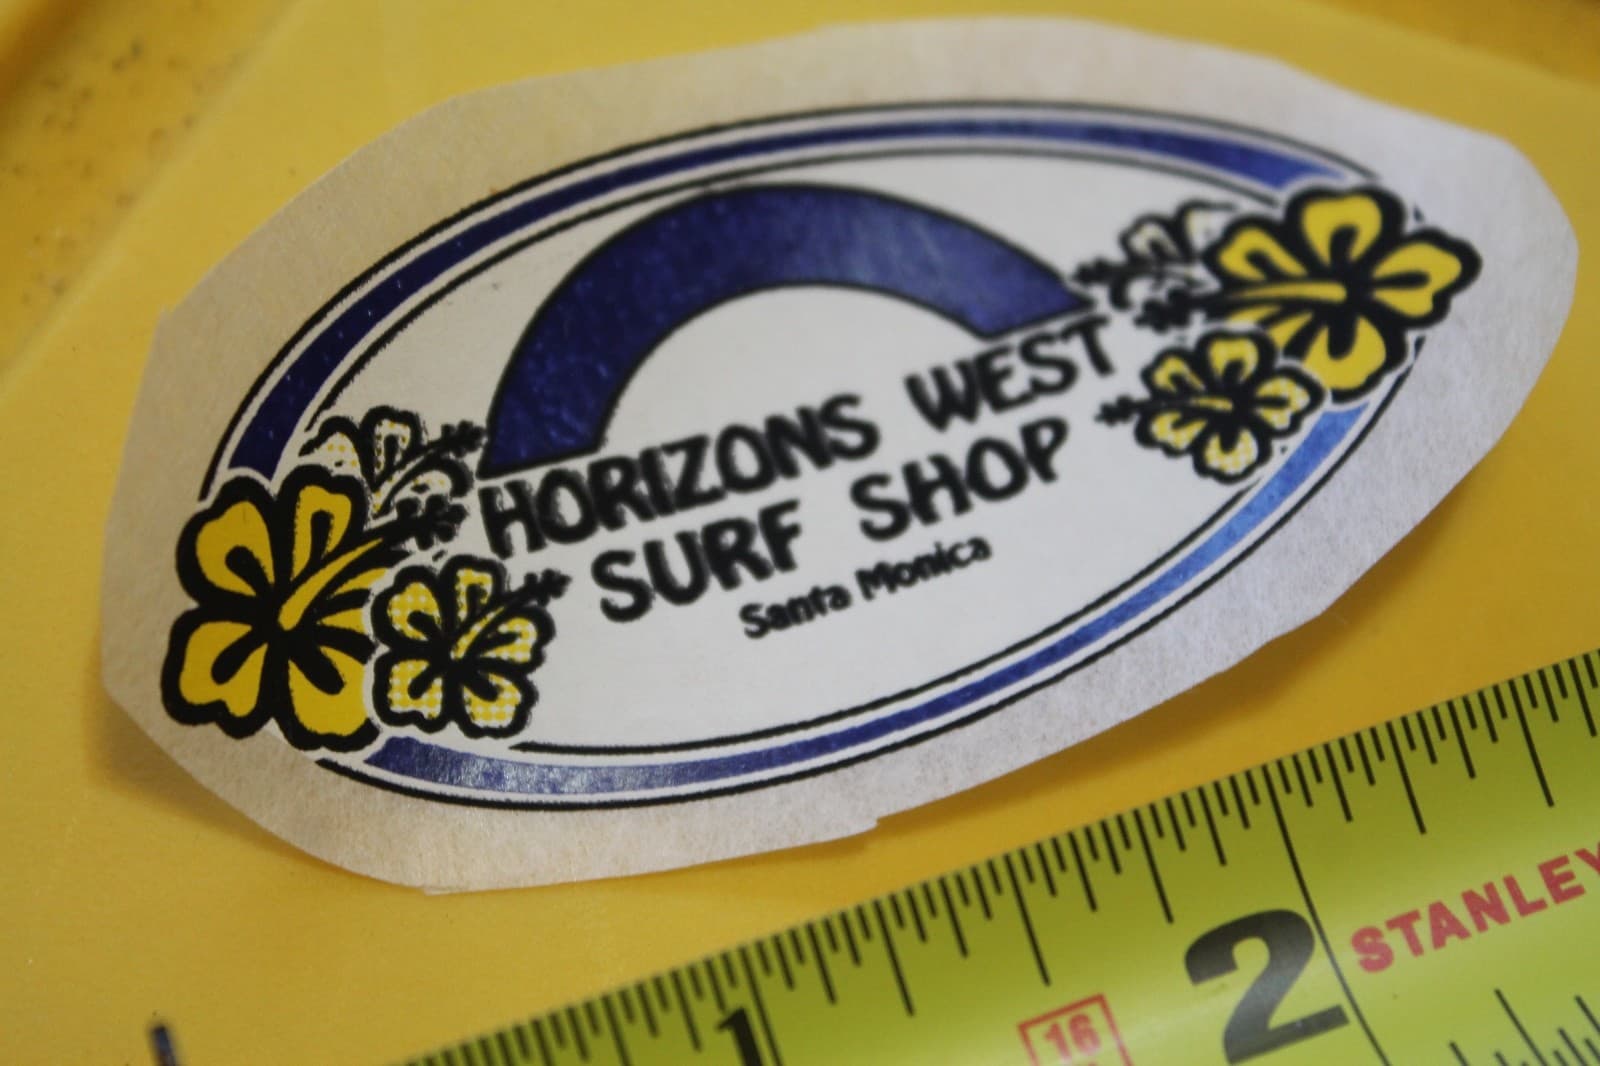 HORIZONS WEST
SURF SHOP
Santa Monica
1
16
2
STANLEY